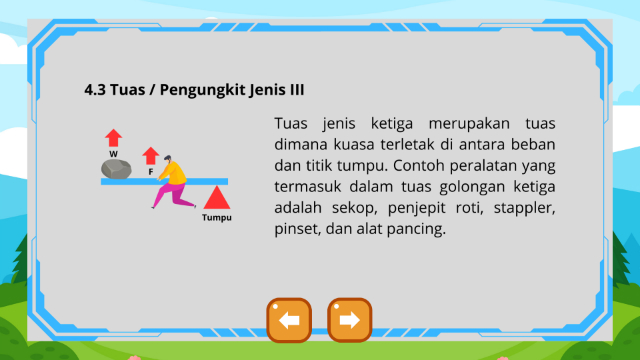 4.3 Tuas / Pengungkit Jenis III
W
F
Tumpu
Tuas jenis ketiga merupakan tuas
dimana kuasa terletak di antara beban
dan titik tumpu. Contoh peralatan yang
termasuk dalam tuas golongan ketiga
adalah sekop, penjepit roti, stappler,
pinset, dan alat pancing.